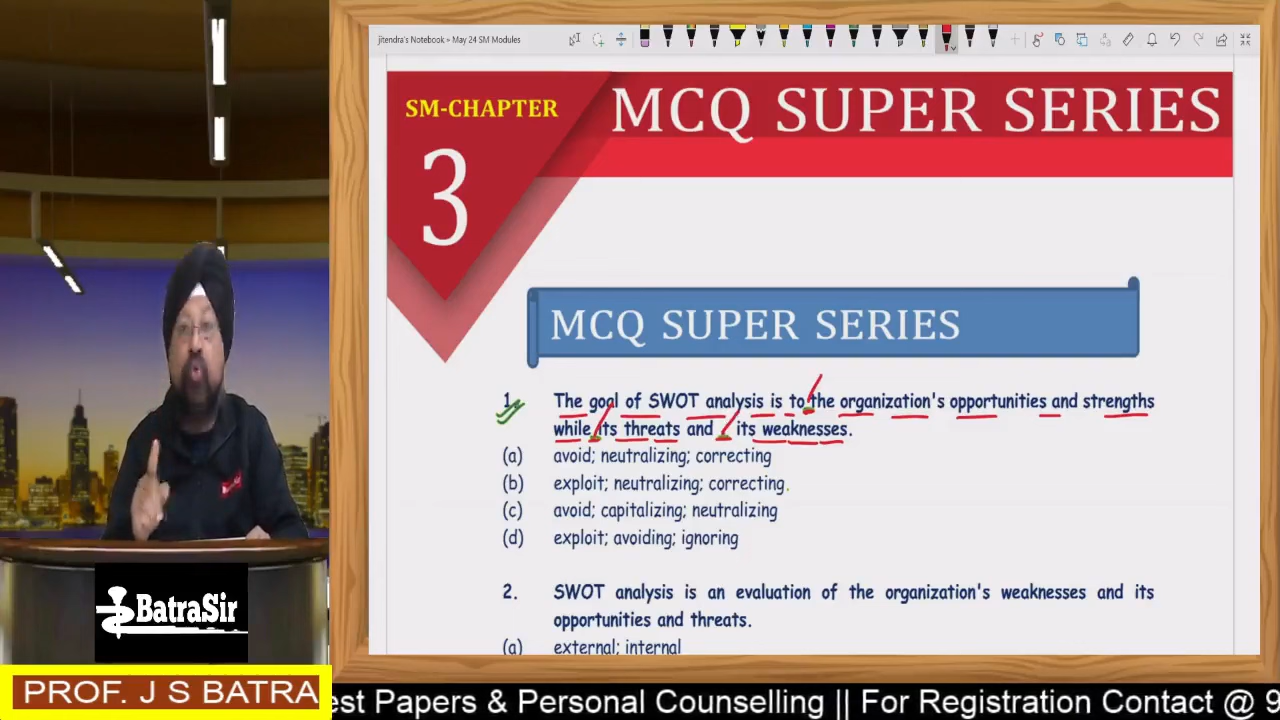 jitendra's Notebook » May 24 SM Modules
SM-CHAPTER
3
MCQ SUPER SERIES
MCQ SUPER SERIES
1. The goal of SWOT analysis is to the organization's opportunities and strengths
while its threats and its weaknesses.
(a) avoid; neutralizing; correcting
(b) exploit; neutralizing; correcting.
(c) avoid; capitalizing; neutralizing
(d) exploit; avoiding; ignoring
2. SWOT analysis is an evaluation of the organization's weaknesses and its
opportunities and threats.
(a) external; internal
BatraSir
PROF. J S BATRA
est Papers & Personal Counselling || For Registration Contact @ 9